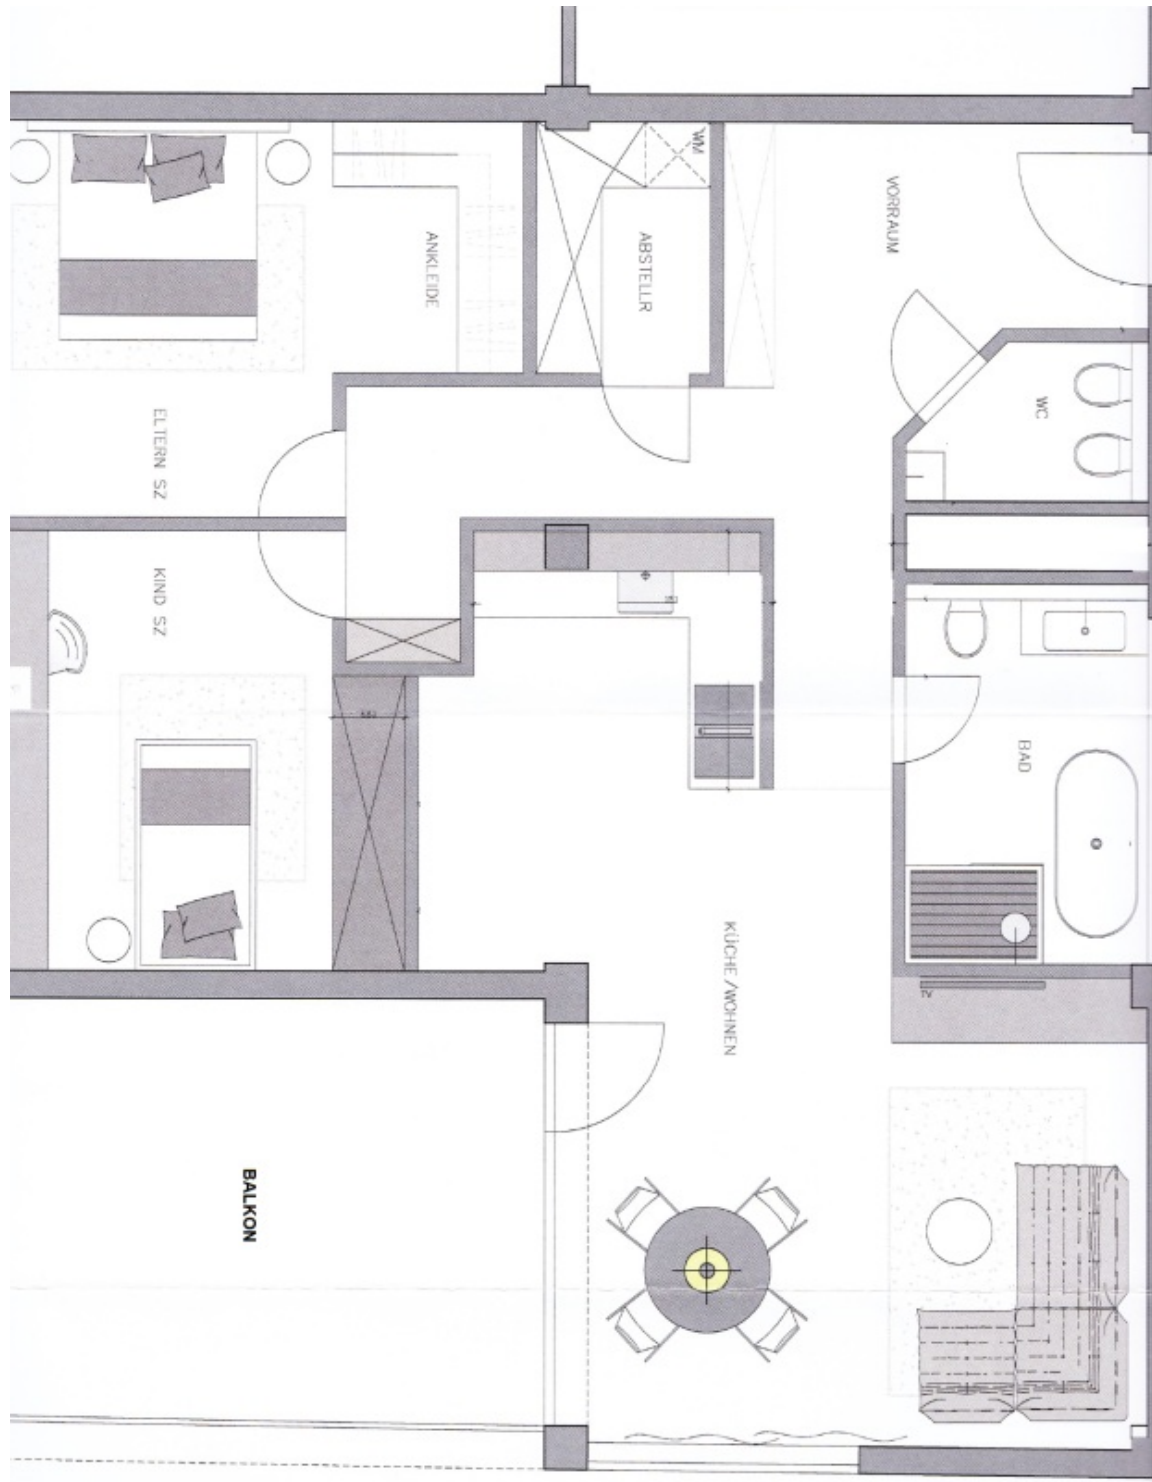 WM
VORRAUM
ANKLEIDE
ABSTELLR
WC
ELTERN SZ
KIND SZ
BAD
KÜCHE/WOHNEN
TV
BALKON